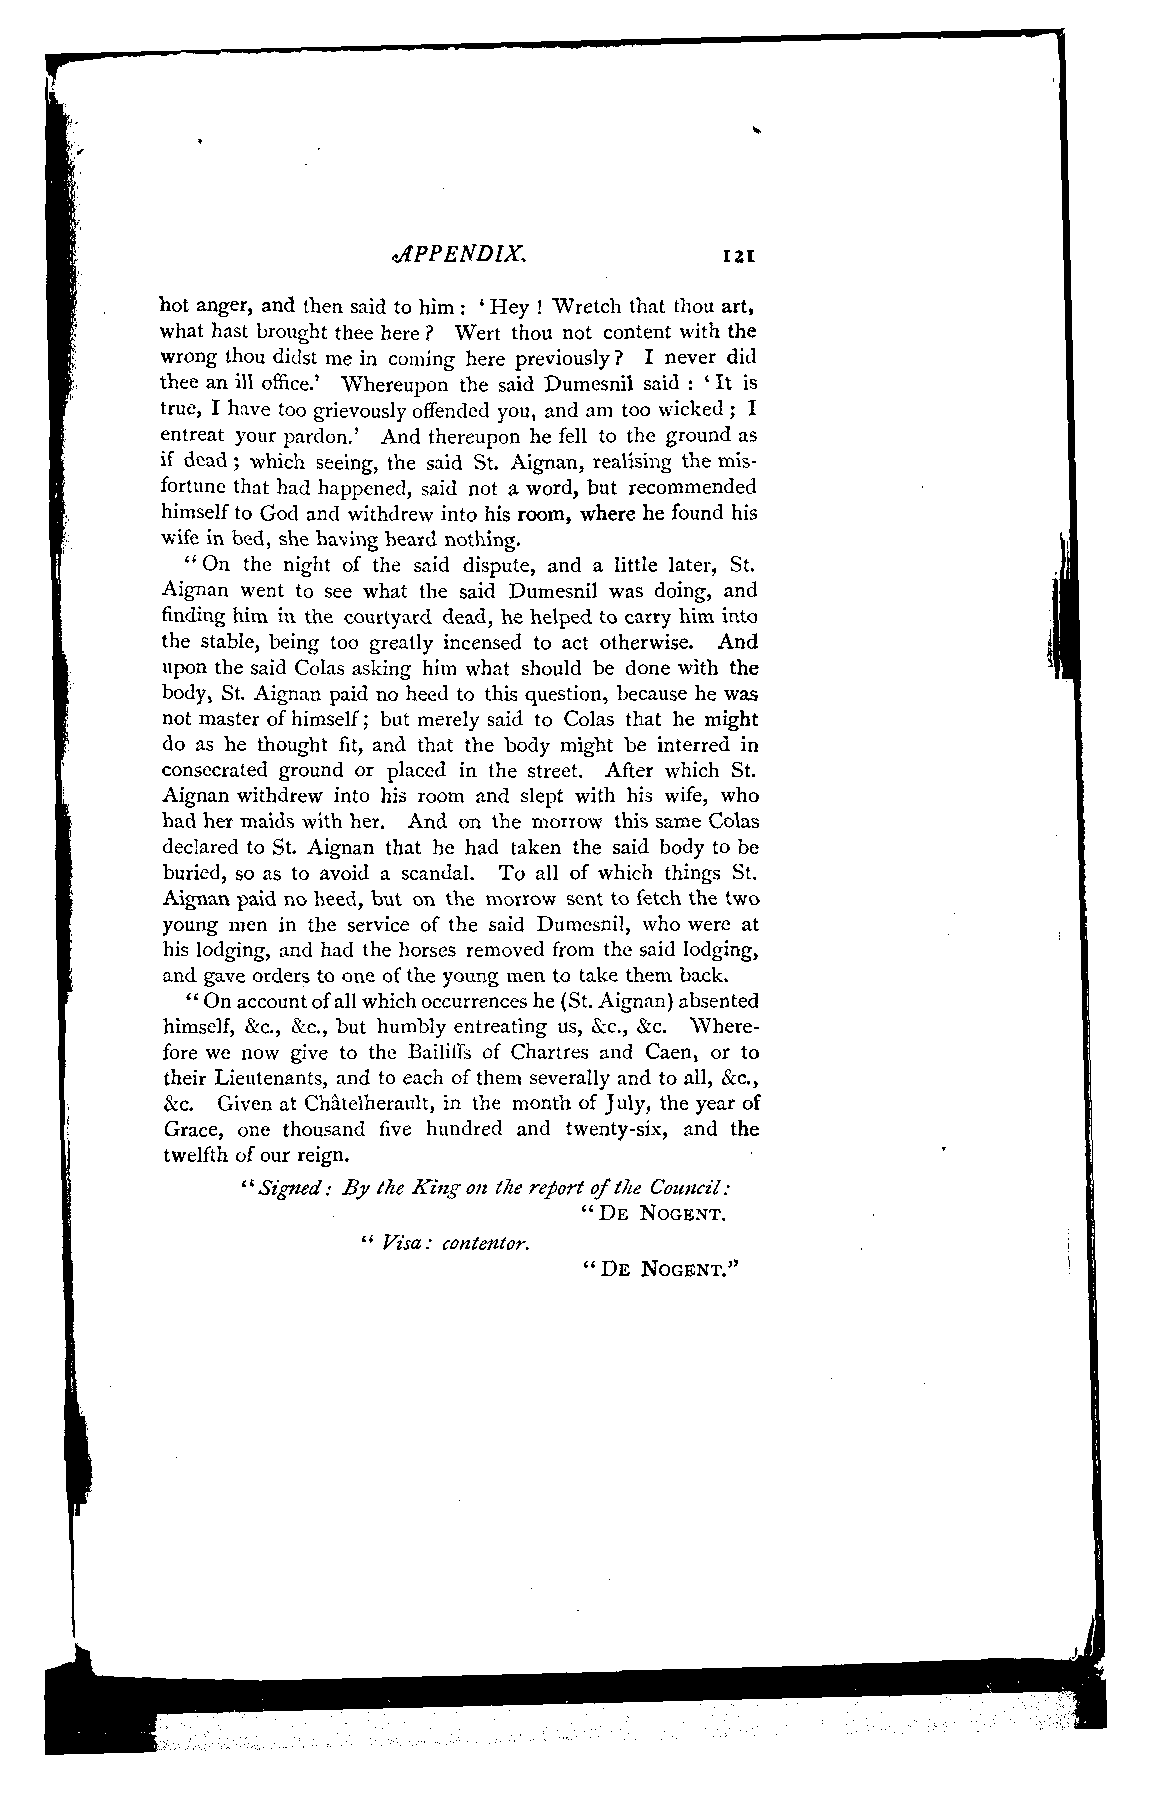 APPENDIX. 121
hot anger, and then said to him : ‘ Hey ! Wretch that thou art,
what hast brought thee here ? Wert thou not content with the
wrong thou didst me in coming here previously ? I never did
thee an ill office.’ Whereupon the said Dumesnil said : ‘ It is
true, I have too grievously offended you, and am too wicked ; I
entreat your pardon.’ And thereupon he fell to the ground as
if dead ; which seeing, the said St. Aignan, realising the mis-
fortune that had happened, said not a word, but recommended
himself to God and withdrew into his room, where he found his
wife in bed, she having heard nothing.
“ On the night of the said dispute, and a little later, St.
Aignan went to see what the said Dumesnil was doing, and
finding him in the courtyard dead, he helped to carry him into
the stable, being too greatly incensed to act otherwise. And
upon the said Colas asking him what should be done with the
body, St. Aignan paid no heed to this question, because he was
not master of himself ; but merely said to Colas that he might
do as he thought fit, and that the body might be interred in
consecrated ground or placed in the street. After which St.
Aignan withdrew into his room and slept with his wife, who
had her maids with her. And on the morrow this same Colas
declared to St. Aignan that he had taken the said body to be
buried, so as to avoid a scandal. To all of which things St.
Aignan paid no heed, but on the morrow sent to fetch the two
young men in the service of the said Dumesnil, who were at
his lodging, and had the horses removed from the said lodging,
and gave orders to one of the young men to take them back.
“ On account of all which occurrences he (St. Aignan) absented
himself, &c., &c., but humbly entreating us, &c., &c. Where-
fore we now give to the Bailiffs of Chartres and Caen, or to
their Lieutenants, and to each of them severally and to all, &c.,
&c. Given at Châtelherault, in the month of July, the year of
Grace, one thousand five hundred and twenty-six, and the
twelfth of our reign.
“ Signed : By the King on the report of the Council :
“ DE NOGENT.
“ Visa : contentor.
“ DE NOGENT.”